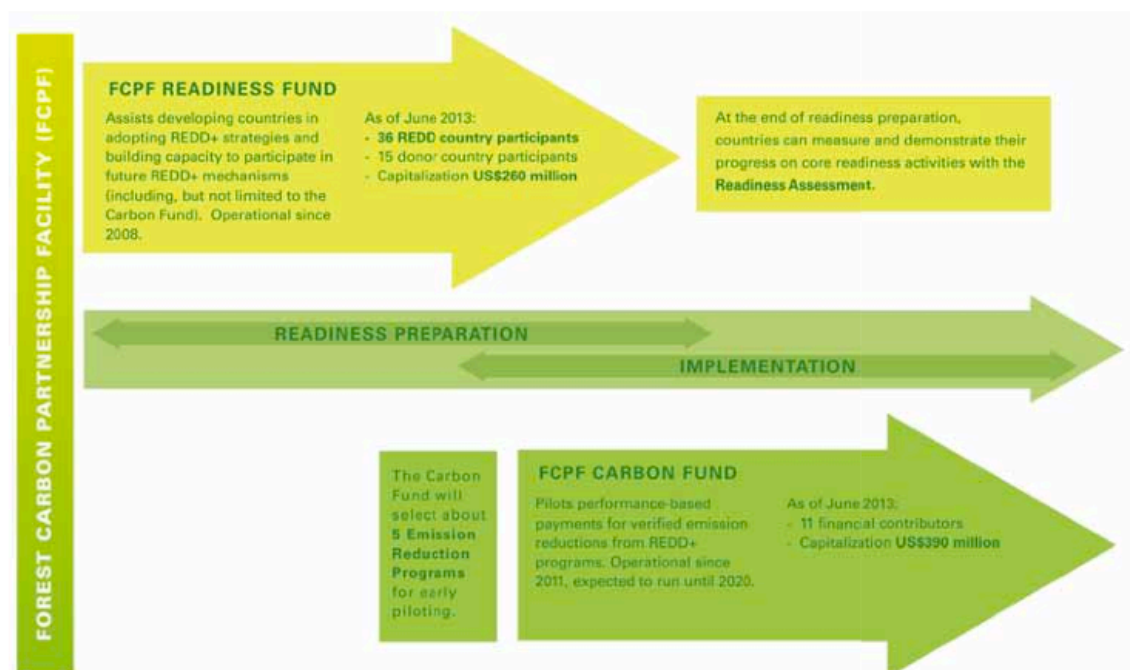 FOREST CARBON PARTNERSHIP FACILITY (FCPF)
FCPF READINESS FUND
Assists developing countries in
adopting REDD+ strategies and
building capacity to participate in
future REDD+ mechanisms
(including, but not limited to the
Carbon Fund). Operational since
2008.
As of June 2013:
- 36 REDD country participants
- 15 donor country participants
- Capitalization US$260 million
At the end of readiness preparation,
countries can measure and demonstrate their
progress on core readiness activities with the
Readiness Assessment.
READINESS PREPARATION
IMPLEMENTATION
The Carbon
Fund will
select about
5 Emission
Reduction
Programs
for early
piloting.
FCPF CARBON FUND
Pilots performance-based
payments for verified emission
reductions from REDD+
programs. Operational since
2011, expected to run until 2020.
As of June 2013:
- 11 financial contributors
- Capitalization US$390 million